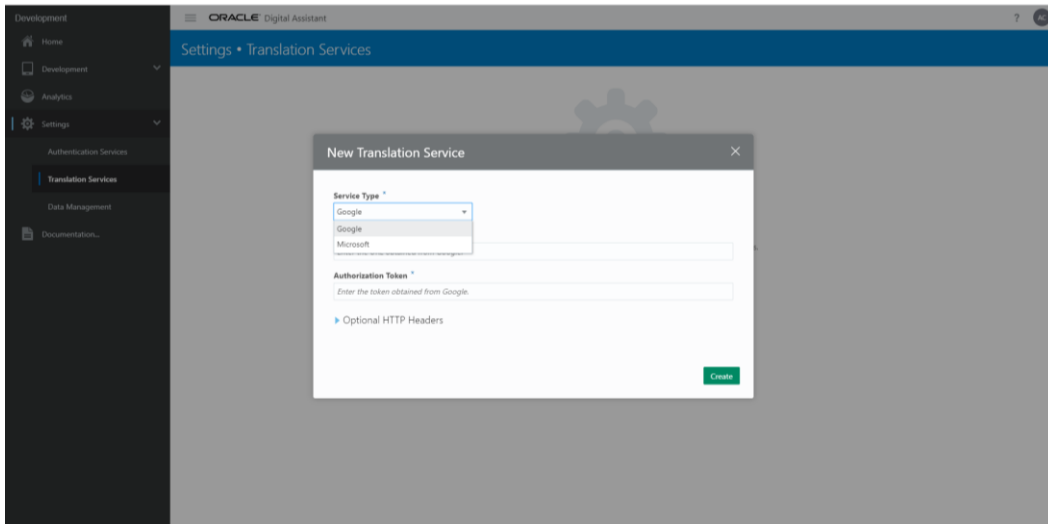 Development
ORACLE Digital Assistant
? AC
Home
Settings • Translation Services
Development
Analytics
Settings
Authentication Services
Translation Services
Data Management
Documentation...
New Translation Service
Service Type *
Google
Google
Microsoft
Authorization Token *
Enter the token obtained from Google.
Optional HTTP Headers
Create